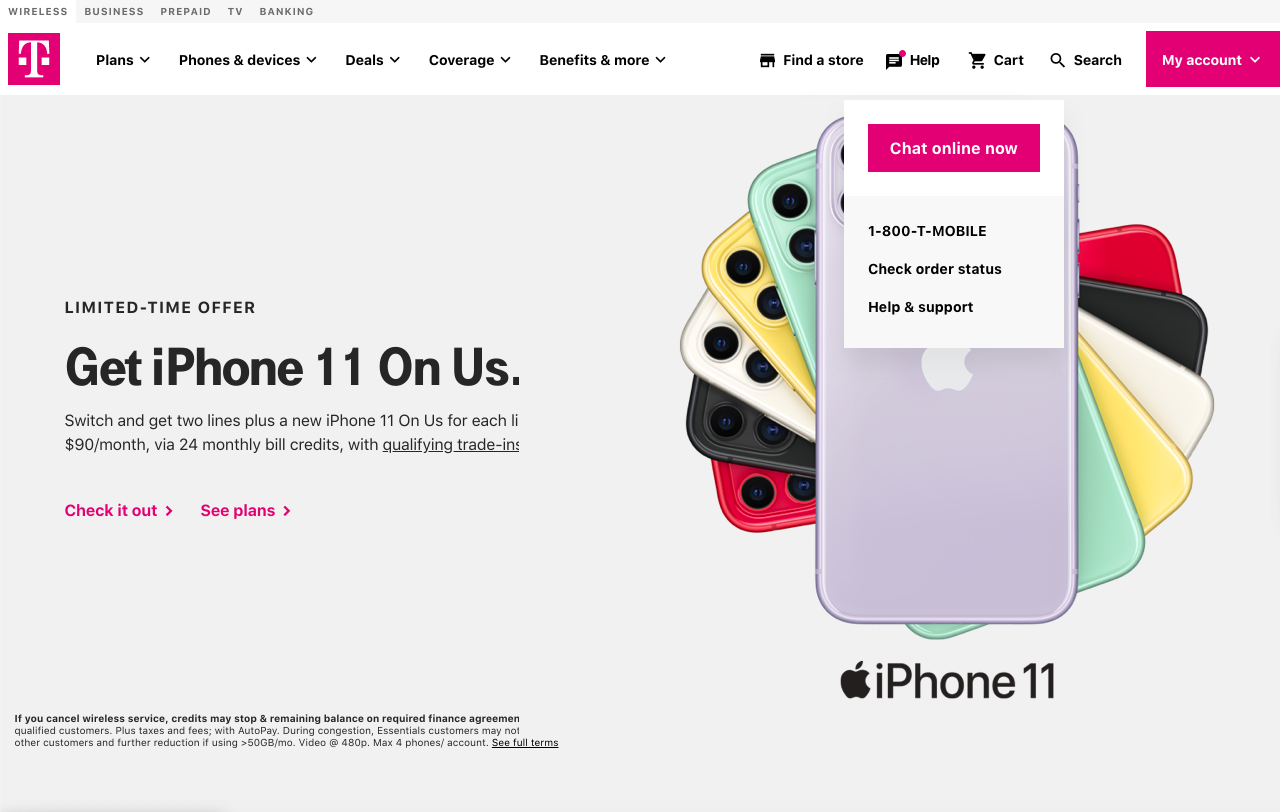 WIRELESS BUSINESS PREPAID TV BANKING
T Plans Phones & devices Deals Coverage Benefits & more Find a store Help Cart Search My account
Chat online now
1-800-T-MOBILE
Check order status
Help & support
LIMITED-TIME OFFER
Get iPhone 11 On Us.
Switch and get two lines plus a new iPhone 11 On Us for each li
$90/month, via 24 monthly bill credits, with qualifying trade-ins
Check it out See plans
iPhone 11
If you cancel wireless service, credits may stop & remaining balance on required finance agreemen
qualified customers. Plus taxes and fees; with AutoPay. During congestion, Essentials customers may not
other customers and further reduction if using >50GB/mo. Video @ 480p. Max 4 phones/ account. See full terms